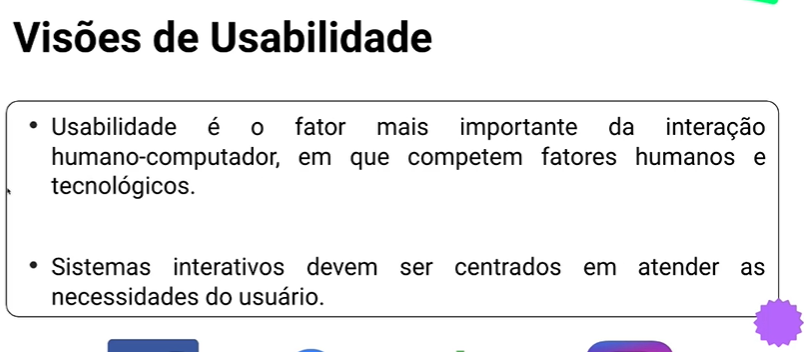 Visões de Usabilidade
• Usabilidade é o fator mais importante da interação
humano-computador, em que competem fatores humanos e
tecnológicos.
• Sistemas interativos devem ser centrados em atender as
necessidades do usuário.